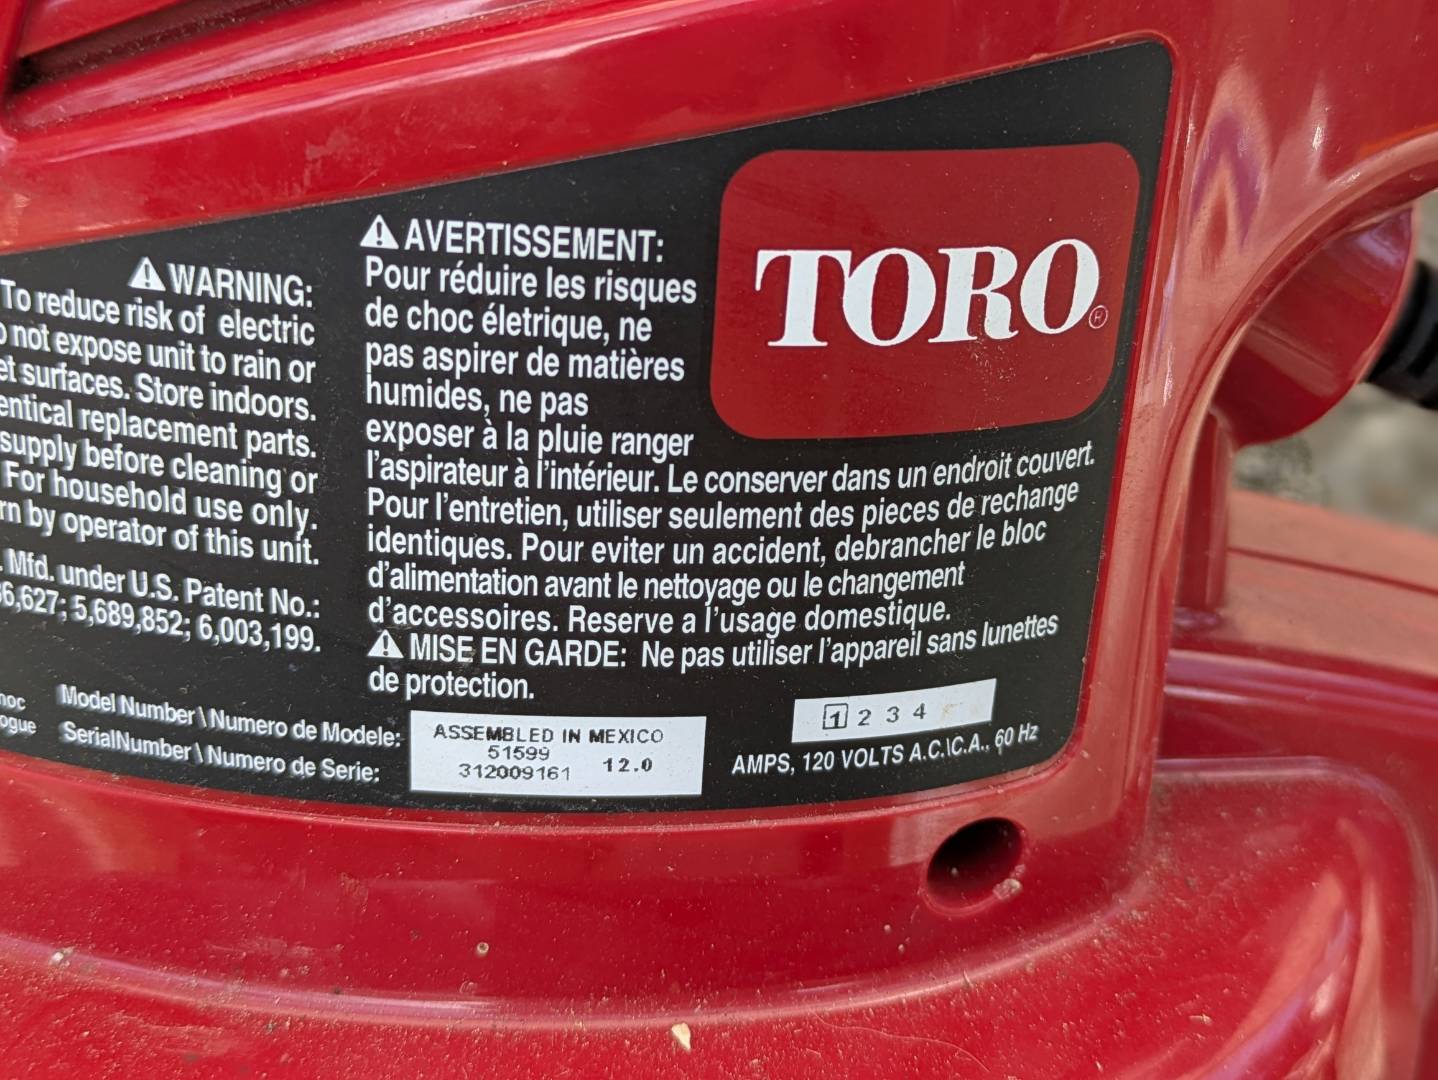 WARNING:
To reduce risk of electric
not expose unit to rain or
surfaces. Store indoors.
replacement parts.
supply before cleaning or
For household use only.
by operator of this unit.
Mfd. under U.S. Patent No.:
6,627; 5,689,852; 6,003,199.
AVERTISSEMENT:
Pour réduire les risques
de choc életrique, ne
pas aspirer de matières
humides, ne pas
exposer à la pluie ranger
l'aspirateur à l'intérieur. Le conserver dans un endroit couvert.
Pour l'entretien, utiliser seulement des pieces de rechange
identiques. Pour eviter un accident, debrancher le bloc
d'alimentation avant le nettoyage ou le changement
d'accessoires. Reserve a l'usage domestique.
MISE EN GARDE: Ne pas utiliser l'appareil sans lunettes
de protection.
TORO®
Model Number \ Numero de Modele:
SerialNumber \ Numero de Serie:
ASSEMBLED IN MEXICO
51599
312009161 12.0
1 2 3 4
AMPS, 120 VOLTS A.C.\C.A., 60 Hz